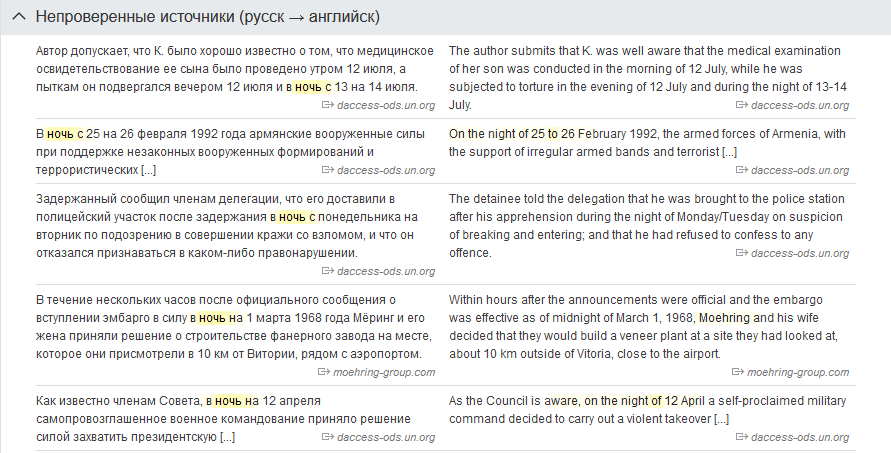 Непроверенные источники (русск → английск)
Автор допускает, что К. было хорошо известно о том, что медицинское
освидетельствование ее сына было проведено утром 12 июля, а
пыткам он подвергался вечером 12 июля и в ночь с 13 на 14 июля.
daccess-ods.un.org
The author submits that K. was well aware that the medical examination
of her son was conducted in the morning of 12 July, while he was
subjected to torture in the evening of 12 July and during the night of 13-14
July.
daccess-ods.un.org
В ночь с 25 на 26 февраля 1992 года армянские вооруженные силы
при поддержке незаконных вооруженных формирований и
террористических [...]
daccess-ods.un.org
On the night of 25 to 26 February 1992, the armed forces of Armenia, with
the support of irregular armed bands and terrorist [...]
daccess-ods.un.org
Задержанный сообщил членам делегации, что его доставили в
полицейский участок после задержания в ночь с понедельника на
вторник по подозрению в совершении кражи со взломом, и что он
отказался признаваться в каком-либо правонарушении.
daccess-ods.un.org
The detainee told the delegation that he was brought to the police station
after his apprehension during the night of Monday/Tuesday on suspicion
of breaking and entering; and that he had refused to confess to any
offence.
daccess-ods.un.org
В течение нескольких часов после официального сообщения о
вступлении эмбарго в силу в ночь на 1 марта 1968 года Мёринг и его
жена приняли решение о строительстве фанерного завода на месте,
которое они присмотрели в 10 км от Витории, рядом с аэропортом.
moehring-group.com
Within hours after the announcements were official and the embargo
was effective as of midnight of March 1, 1968, Moehring and his wife
decided that they would build a veneer plant at a site they had looked at,
about 10 km outside of Vitoria, close to the airport.
moehring-group.com
Как известно членам Совета, в ночь на 12 апреля
самопровозглашенное военное командование приняло решение
силой захватить президентскую [...]
daccess-ods.un.org
As the Council is aware, on the night of 12 April a self-proclaimed military
command decided to carry out a violent takeover [...]
daccess-ods.un.org